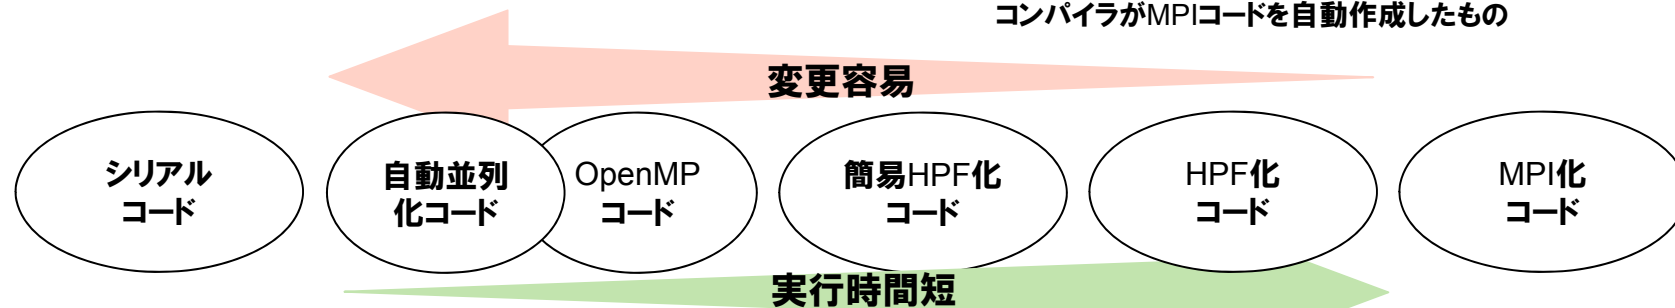 コンパイラがMPIコードを自動作成したもの
変更容易
シリアル
コード
自動並列
化コード
OpenMP
コード
簡易HPF化
コード
HPF化
コード
MPI化
コード
実行時間短